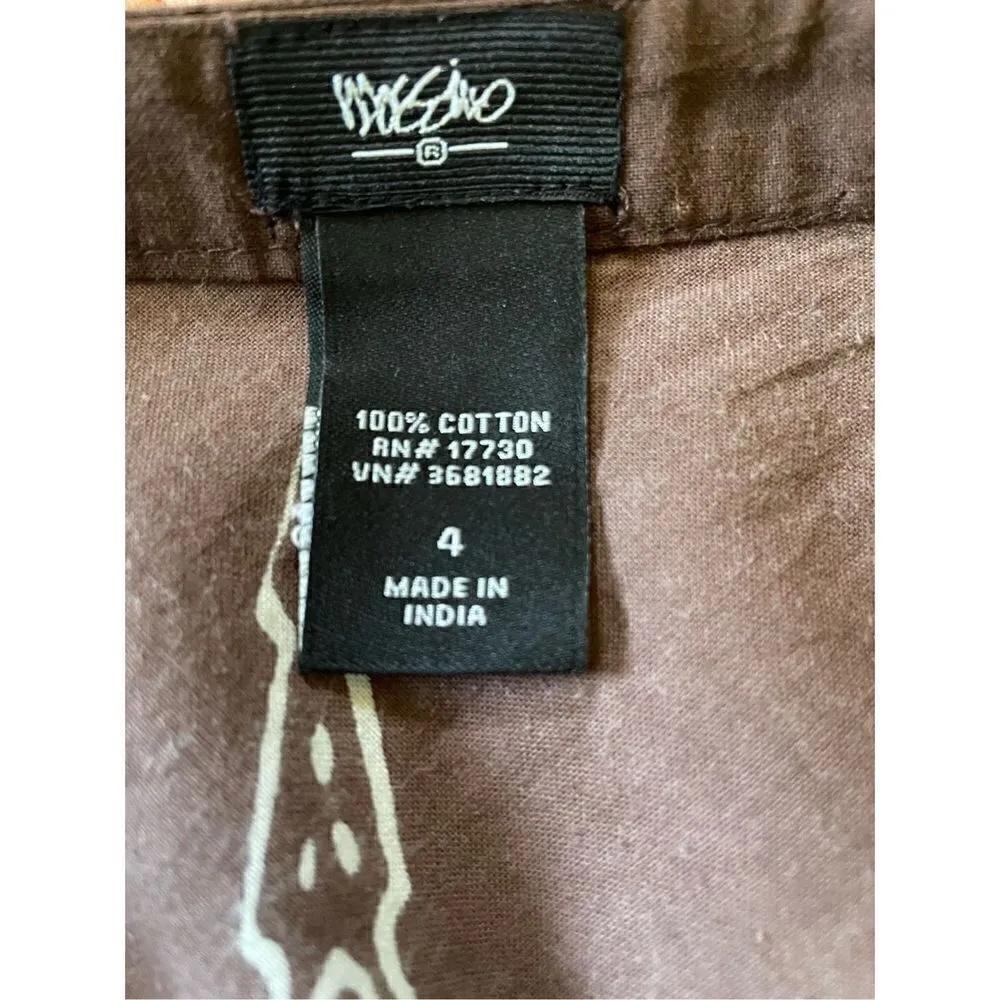 Mossimo
R
100% COTTON
RN# 17730
VN# 3681882
4
MADE IN
INDIA